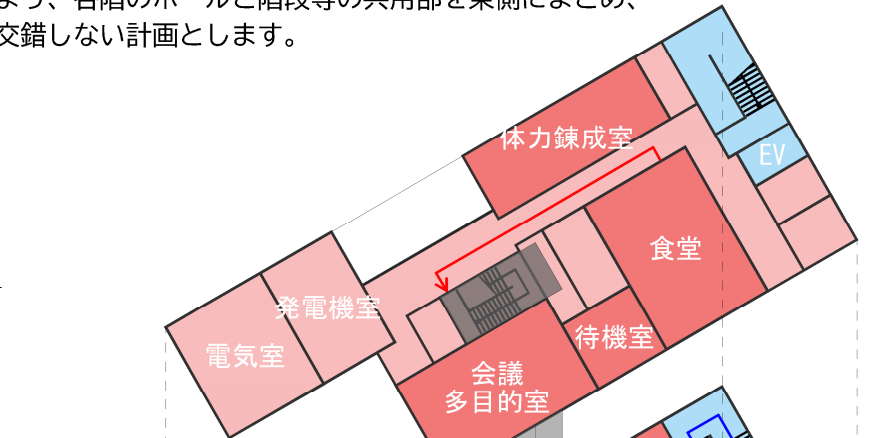 よう、各階のホールと階段等の共用部を東側にまとめ、
交錯しない計画とします。
体力錬成室
EV
食堂
発電機室
電気室
待機室
会議
多目的室